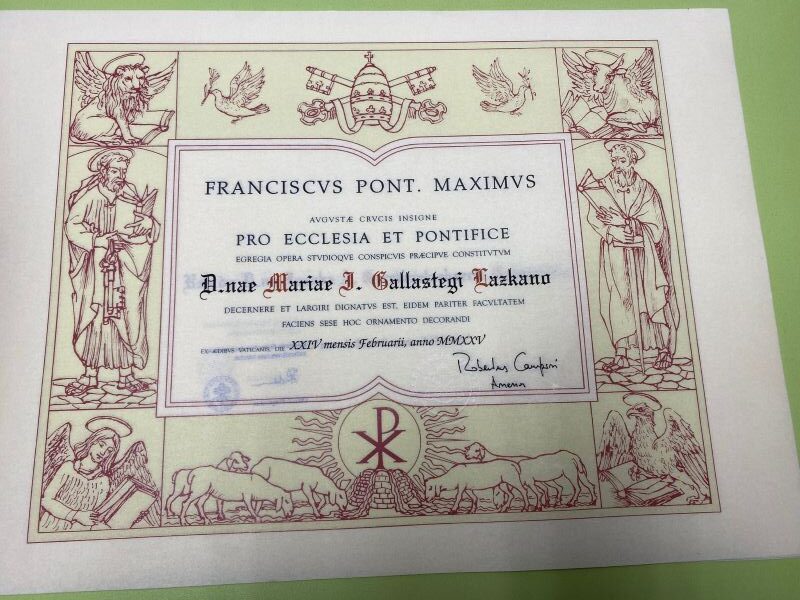 FRANCISCVS PONT. MAXIMVS
AVGVSTÆ CRVCIS INSIGNE
PRO ECCLESIA ET PONTIFICE
EGREGIA OPERA STVDIOQVE CONSPICVIS PRÆCIPVE CONSTITVTVM
D.nae Mariae J. Gallastegi Lazkano
DECERNERE ET LARGIRI DIGNATVS EST, EIDEM PARITER FACVLTATEM
FACIENS SESE HOC ORNAMENTO DECORANDI
EX ÆDIBVS VATICANIS, DIE XXIV mensis Februarii, anno MMXXV